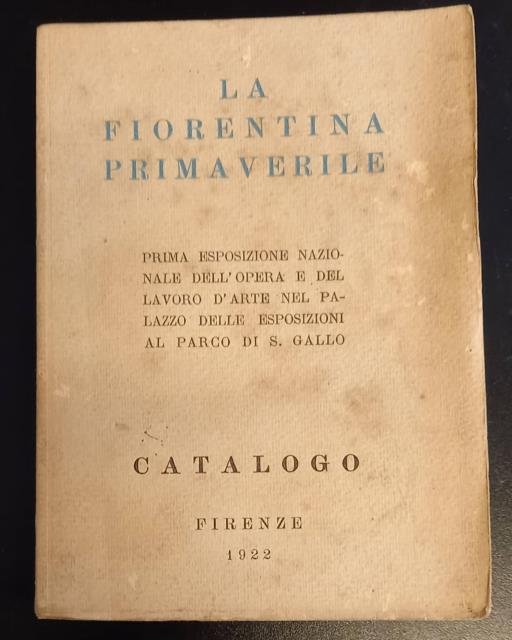 LA
FIORENTINA
PRIMAVERILE
PRIMA ESPOSIZIONE NAZIO-
NALE DELL'OPERA E DEL
LAVORO D'ARTE NEL PA-
LAZZO DELLE ESPOSIZIONI
AL PARCO DI S. GALLO
CATALOGO
FIRENZE
1922